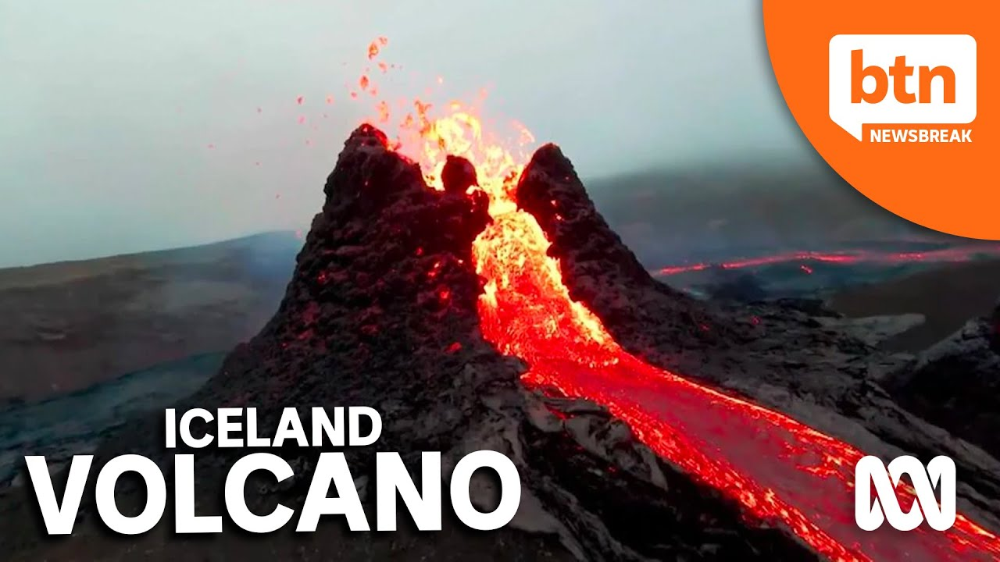 btn
NEWSBREAK
ICELAND
VOLCANO